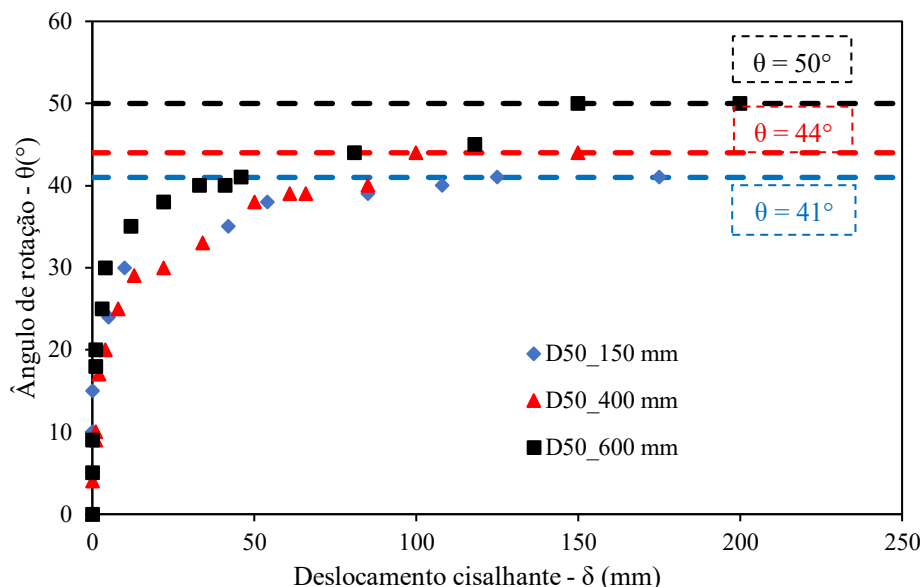 60
50
40
30
20
10
0
Ângulo de rotação - θ(°)
θ = 50°
θ = 44°
θ = 41°
D50_150 mm
D50_400 mm
D50_600 mm
0 50 100 150 200 250
Deslocamento cisalhante - δ (mm)